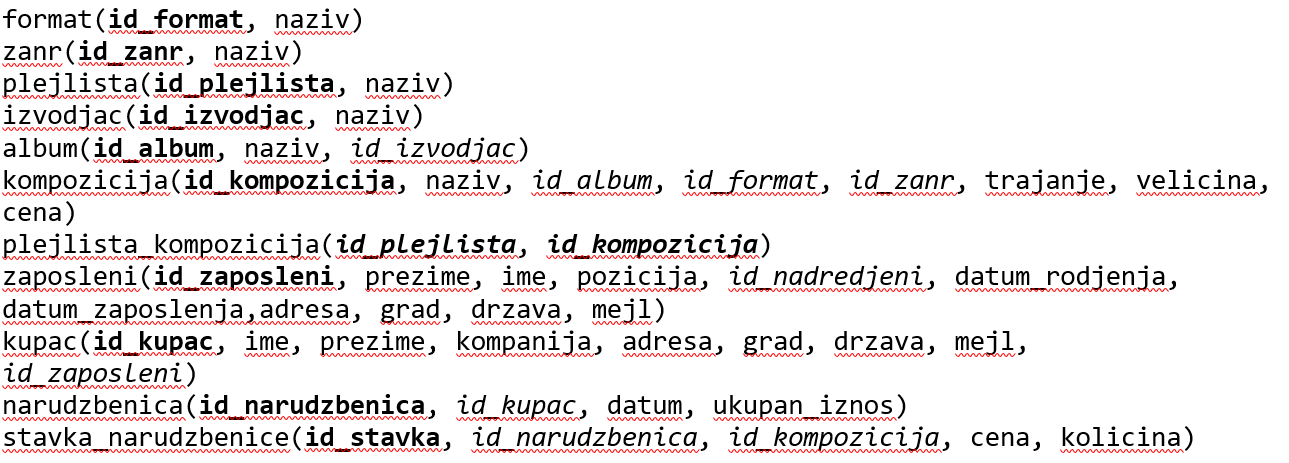 format(id_format, naziv)
zanr(id_zanr, naziv)
plejlista(id_plejlista, naziv)
izvodjac(id_izvodjac, naziv)
album(id_album, naziv, id_izvodjac)
kompozicija(id_kompozicija, naziv, id_album, id_format, id_zanr, trajanje, velicina,
cena)
plejlista_kompozicija(id_plejlista, id_kompozicija)
zaposleni(id_zaposleni, prezime, ime, pozicija, id_nadredjeni, datum_rodjenja,
datum_zaposlenja,adresa, grad, drzava, mejl)
kupac(id_kupac, ime, prezime, kompanija, adresa, grad, drzava, mejl,
id_zaposleni)
narudzbenica(id_narudzbenica, id_kupac, datum, ukupan_iznos)
stavka_narudzbenice(id_stavka, id_narudzbenica, id_kompozicija, cena, kolicina)